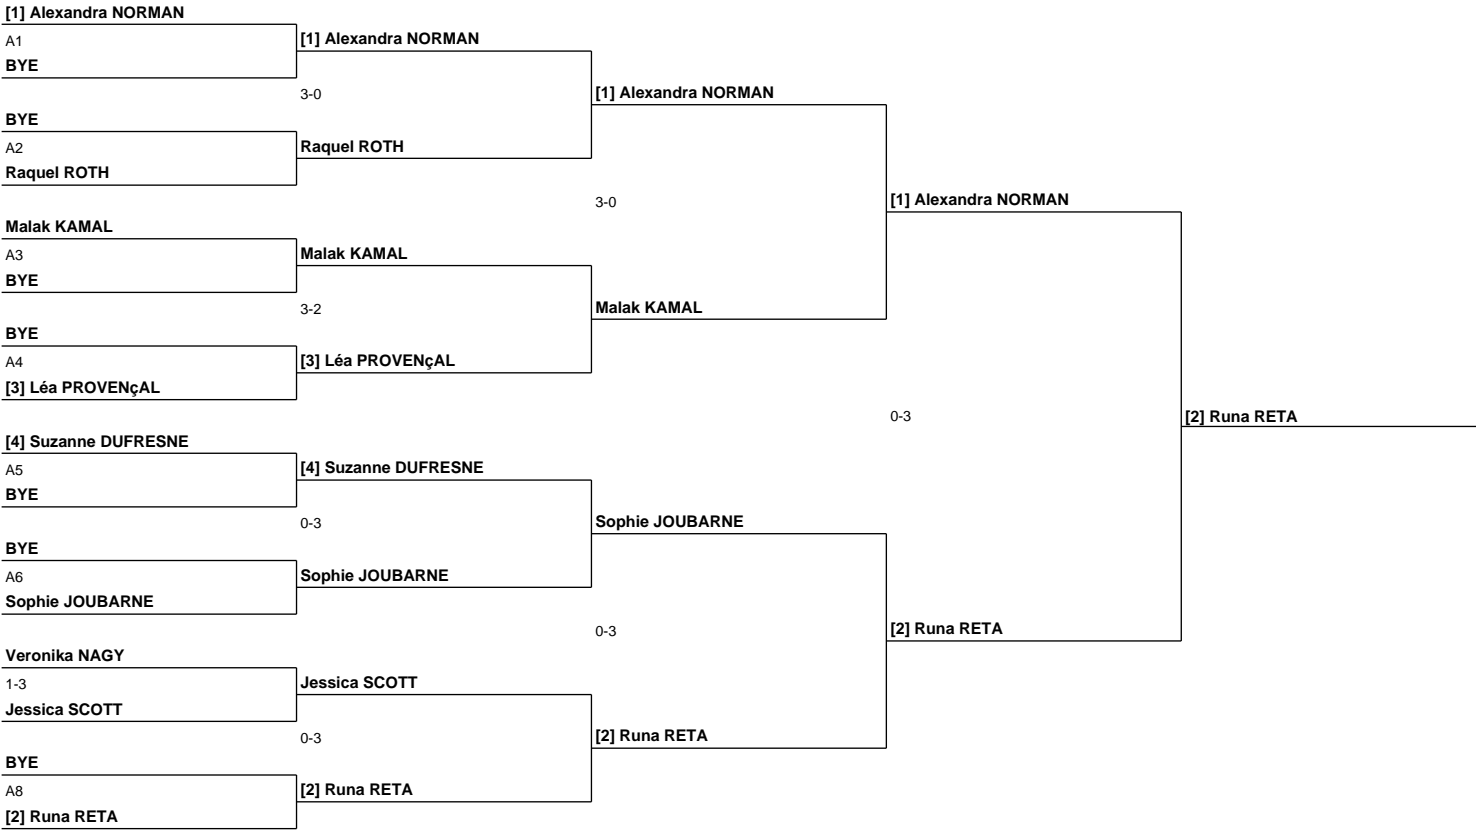 [1] Alexandra NORMAN
A1
BYE
[1] Alexandra NORMAN
3-0
BYE
A2
Raquel ROTH
Raquel ROTH
[1] Alexandra NORMAN
3-0
Malak KAMAL
A3
BYE
Malak KAMAL
3-2
BYE
A4
[3] Léa PROVENçAL
[3] Léa PROVENçAL
Malak KAMAL
[1] Alexandra NORMAN
0-3
[4] Suzanne DUFRESNE
A5
BYE
[4] Suzanne DUFRESNE
0-3
BYE
A6
Sophie JOUBARNE
Sophie JOUBARNE
Sophie JOUBARNE
0-3
Veronika NAGY
1-3
Jessica SCOTT
Jessica SCOTT
0-3
BYE
A8
[2] Runa RETA
[2] Runa RETA
[2] Runa RETA
[2] Runa RETA
[2] Runa RETA